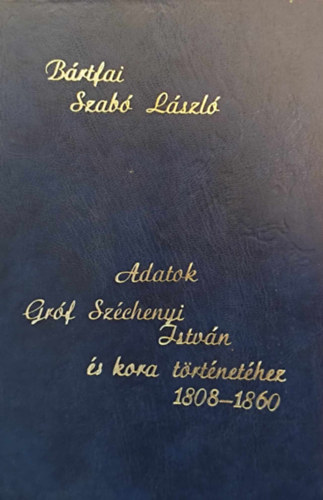 Bártfai
Szabó László
Adatok
Gróf Széchenyi
István
és kora történetéhez
1808-1860